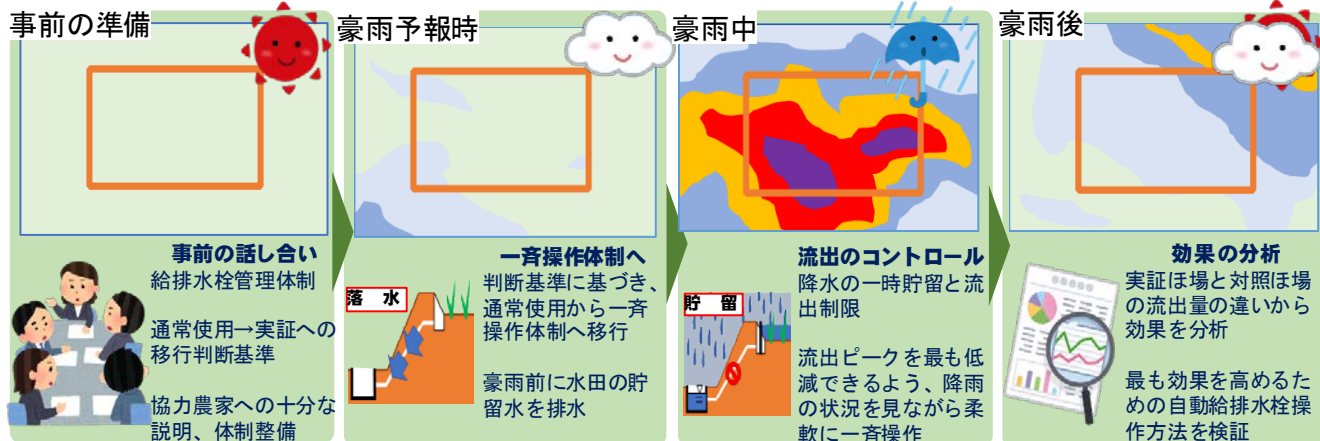 事前の準備
豪雨予報時
豪雨中
豪雨後
事前の話し合い
給排水栓管理体制
通常使用→実証への
移行判断基準
協力農家への十分な
説明、体制整備
一斉操作体制へ
落 水
判断基準に基づき、
通常使用から一斉
操作体制へ移行
豪雨前に水田の貯
留水を排水
流出のコントロール
貯 留
降水の一時貯留と流
出制限
流出ピークを最も低
減できるよう、降雨
の状況を見ながら柔
軟に一斉操作
効果の分析
実証ほ場と対照ほ場
の流出量の違いから
効果を分析
最も効果を高めるた
めの自動給排水栓操
作方法を検証